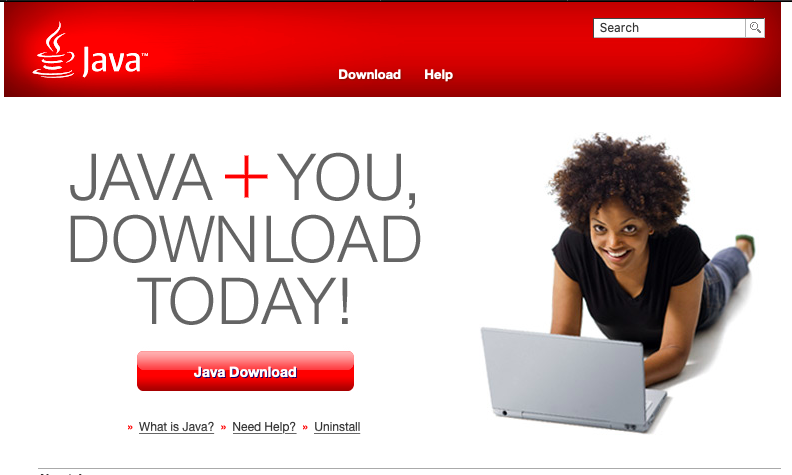 Java™
Search
Download Help
JAVA + YOU,
DOWNLOAD
TODAY!
Java Download
» What is Java? » Need Help? » Uninstall